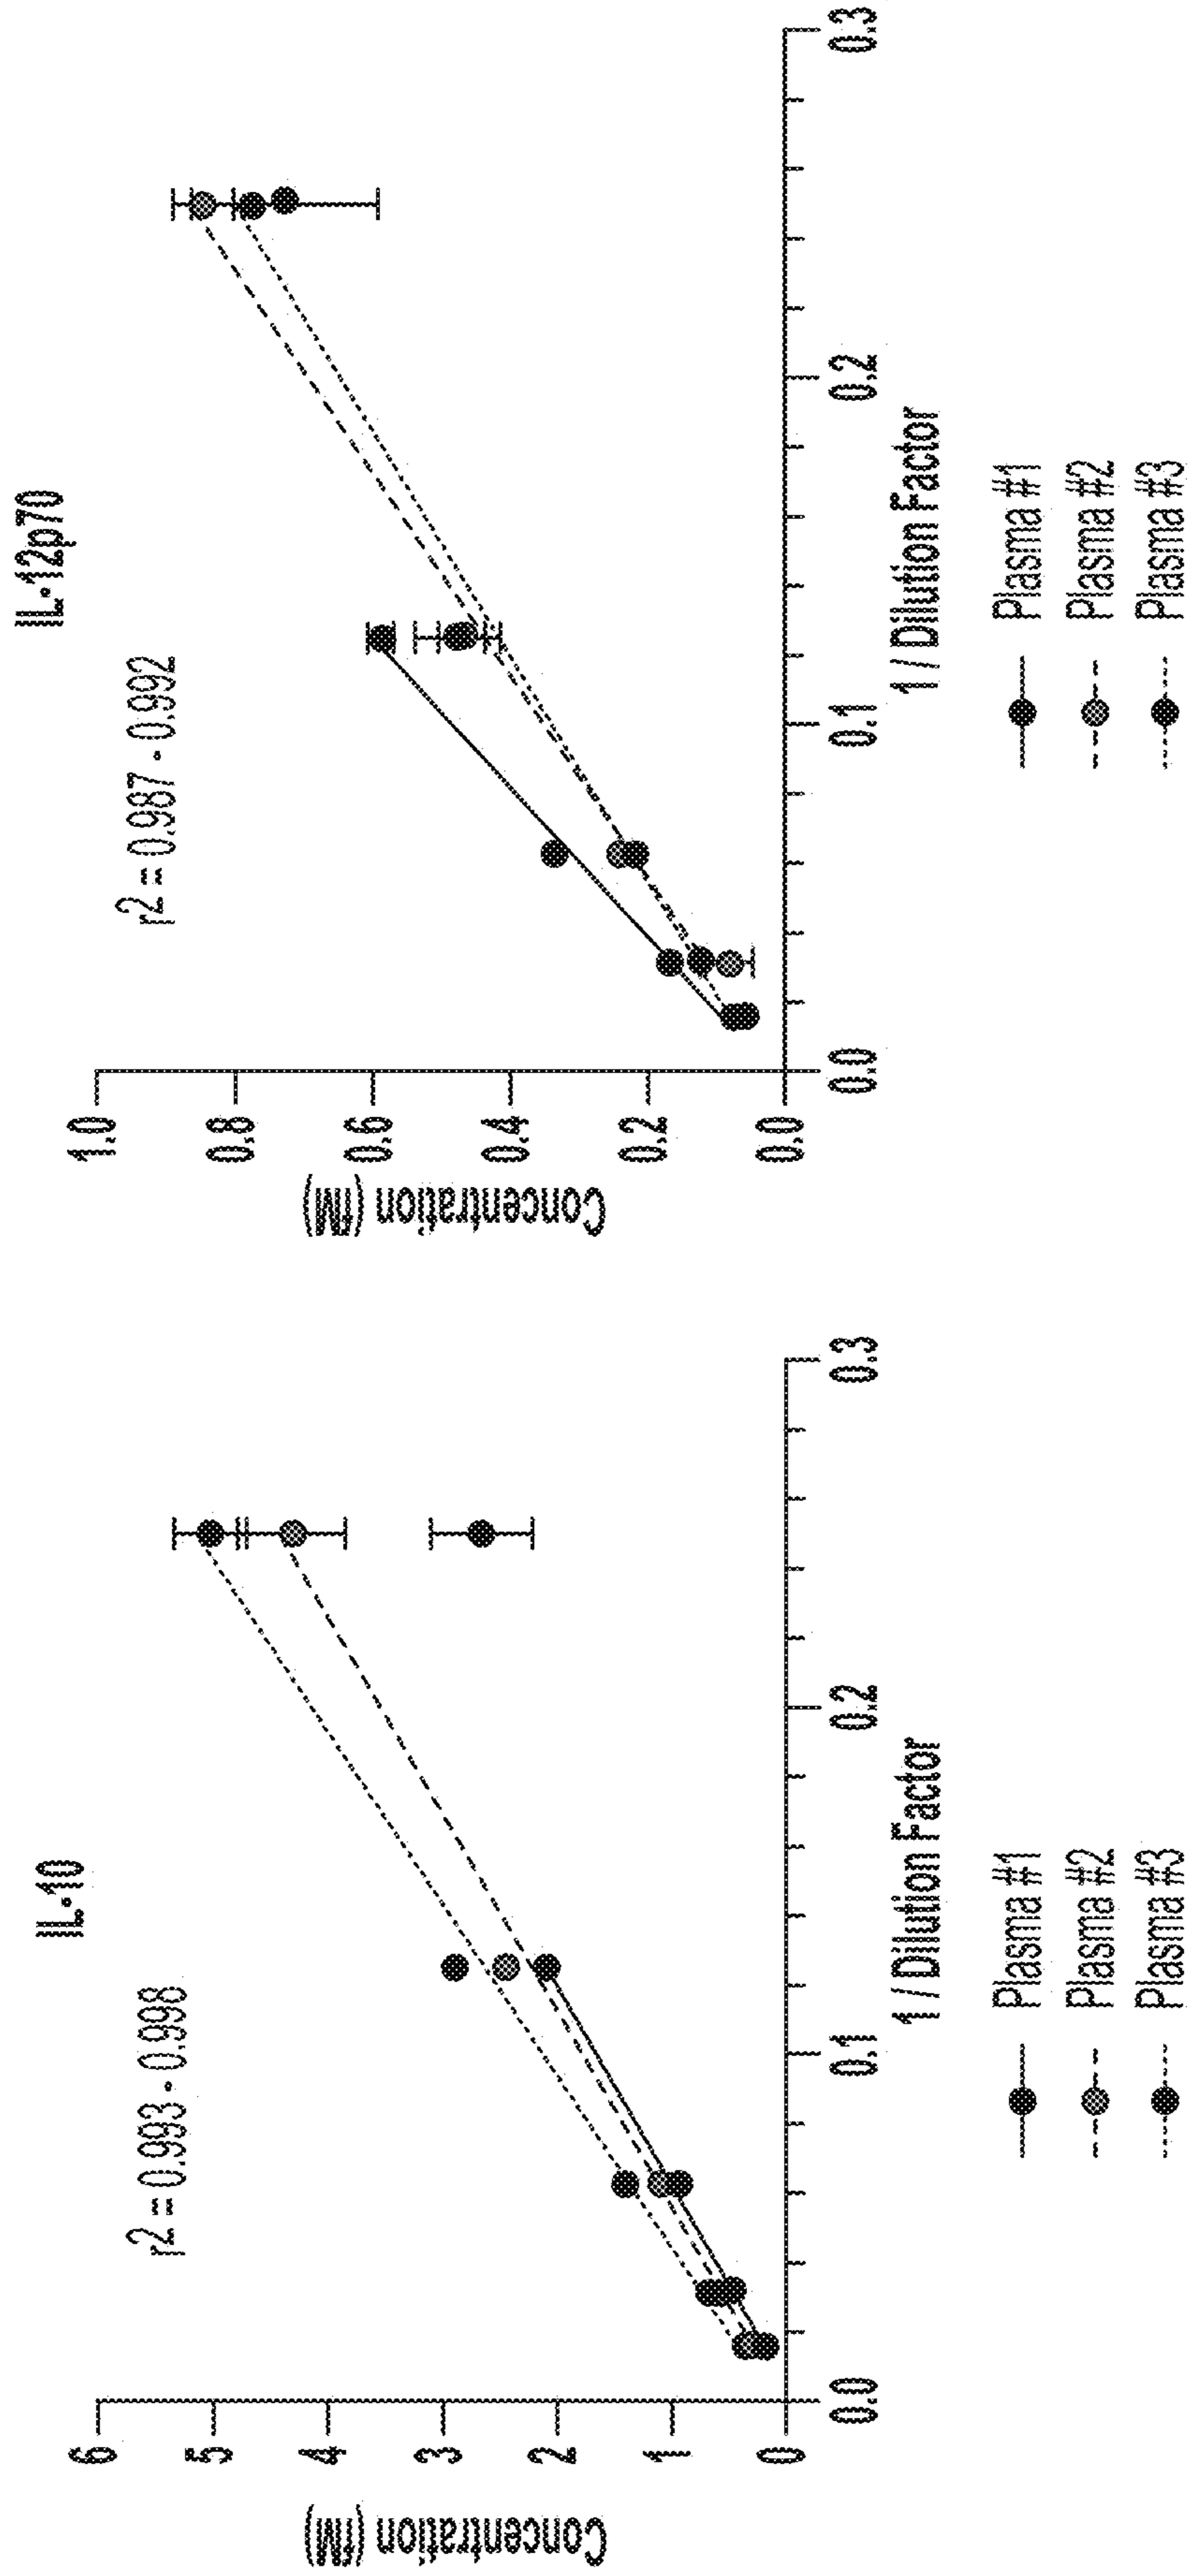 IL-10
r2 = 0.993 - 0.998
Concentration (fM)
6
5
4
3
2
1
0
0.0
0.1
0.2
0.3
1 / Dilution Factor
Plasma #1
Plasma #2
Plasma #3
IL-12p70
r2 = 0.987 - 0.992
Concentration (fM)
1.0
0.8
0.6
0.4
0.2
0.0
0.0
0.1
0.2
0.3
1 / Dilution Factor
Plasma #1
Plasma #2
Plasma #3